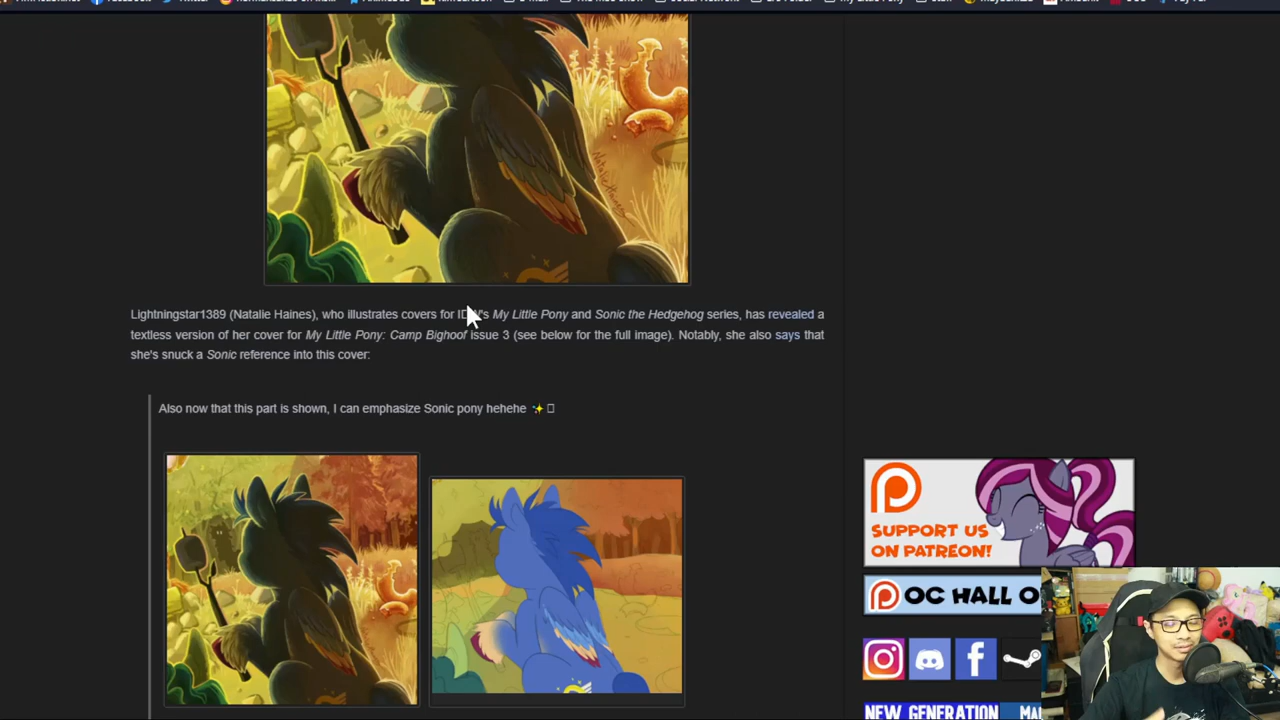 Natalie Haines
Lightningstar1389 (Natalie Haines), who illustrates covers for IDW's My Little Pony and Sonic the Hedgehog series, has revealed a
textless version of her cover for My Little Pony: Camp Bighoof issue 3 (see below for the full image). Notably, she also says that
she's snuck a Sonic reference into this cover:
Also now that this part is shown, I can emphasize Sonic pony hehehe ✨
SUPPORT US
ON PATREON!
OC HALL O
NEW GENERATION